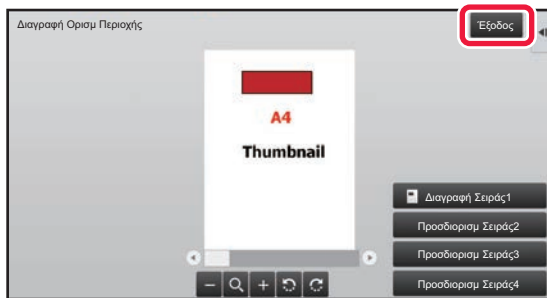 Διαγραφή Ορισμ Περιοχής
Έξοδος
A4
Thumbnail
Διαγραφή Σειράς1
Προσδιορισμ Σειράς2
Προσδιορισμ Σειράς3
Προσδιορισμ Σειράς4